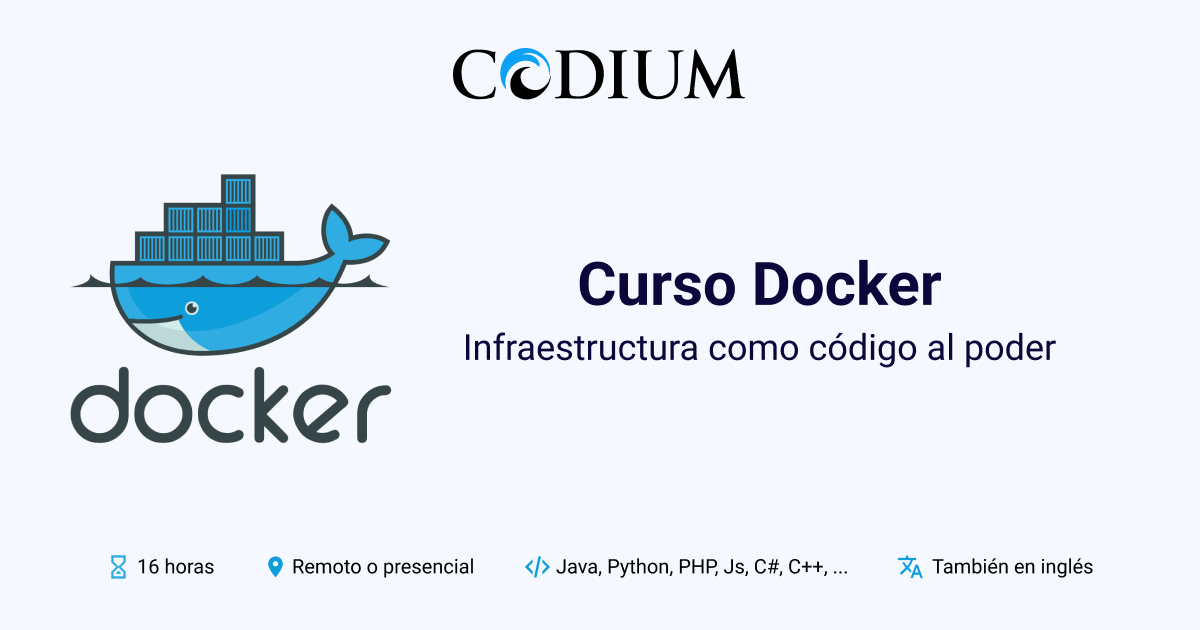 CODIUM
docker
Curso Docker
Infraestructura como código al poder
16 horas
Remoto o presencial
Java, Python, PHP, Js, C#, C++, ...
También en inglés